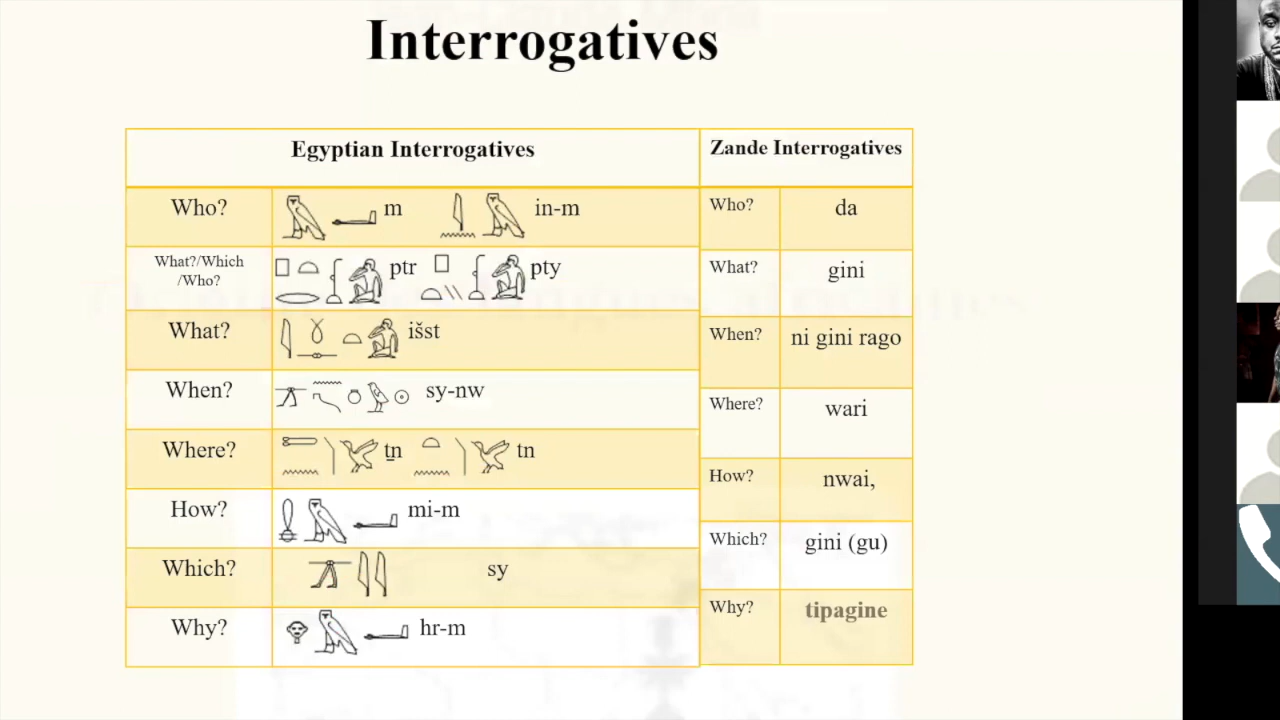 Interrogatives
Egyptian Interrogatives
Zande Interrogatives
Who? m in-m
What?/Which
/Who? ptr pty
What? išst
When? sy-nw
Where? ṯn tn
How? mi-m
Which? sy
Why? hr-m
Who? da
What? gini
When? ni gini rago
Where? wari
How? nwai,
Which? gini (gu)
Why? tipagine